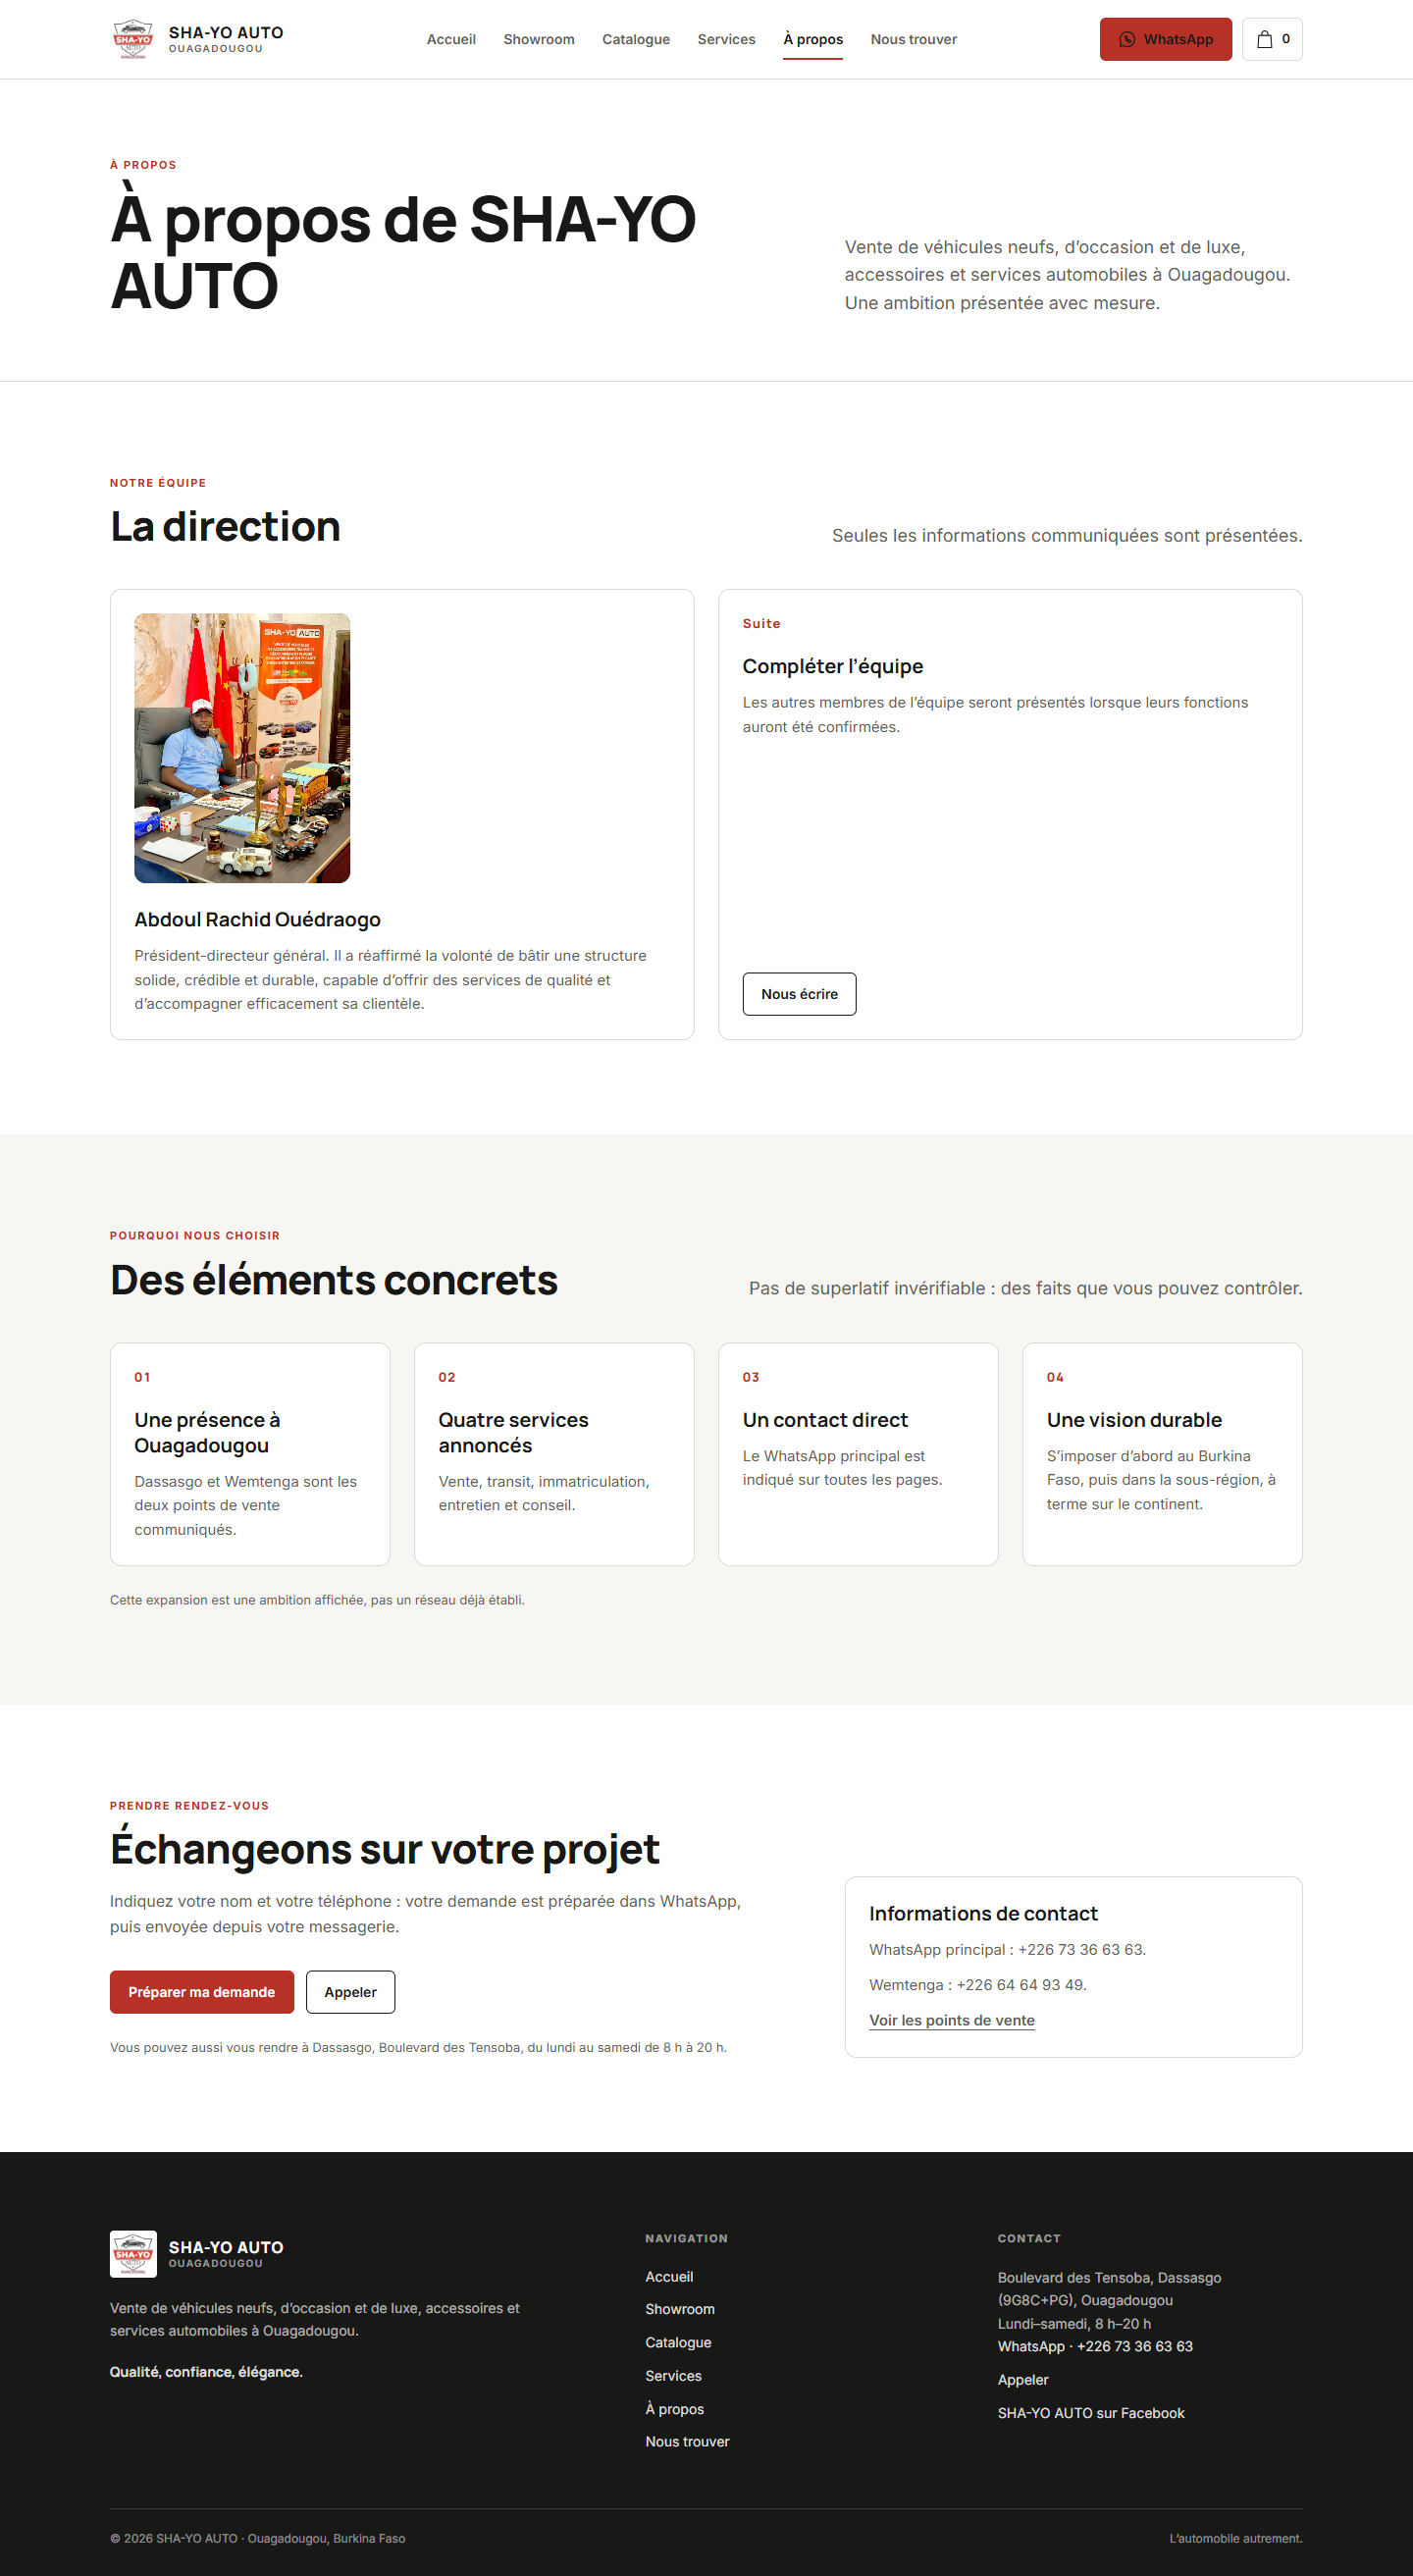 SHA-YO
SHA-YO AUTO
OUAGADOUGOU
Accueil
Showroom
Catalogue
Services
À propos
Nous trouver
WhatsApp
0
À PROPOS
À propos de SHA-YO
AUTO
Vente de véhicules neufs, d’occasion et de luxe,
accessoires et services automobiles à Ouagadougou.
Une ambition présentée avec mesure.
NOTRE ÉQUIPE
La direction
Seules les informations communiquées sont présentées.
SHA-YO AUTO
Abdoul Rachid Ouédraogo
Président-directeur général. Il a réaffirmé la volonté de bâtir une structure
solide, crédible et durable, capable d’offrir des services de qualité et
d’accompagner efficacement sa clientèle.
Suite
Compléter l’équipe
Les autres membres de l’équipe seront présentés lorsque leurs fonctions
auront été confirmées.
Nous écrire
POURQUOI NOUS CHOISIR
Des éléments concrets
Pas de superlatif invérifiable : des faits que vous pouvez contrôler.
01
Une présence à
Ouagadougou
Dassasgo et Wemtenga sont les
deux points de vente
communiqués.
02
Quatre services
annoncés
Vente, transit, immatriculation,
entretien et conseil.
03
Un contact direct
Le WhatsApp principal est
indiqué sur toutes les pages.
04
Une vision durable
S’imposer d’abord au Burkina
Faso, puis dans la sous-région, à
terme sur le continent.
Cette expansion est une ambition affichée, pas un réseau déjà établi.
PRENDRE RENDEZ-VOUS
Échangeons sur votre projet
Indiquez votre nom et votre téléphone : votre demande est préparée dans WhatsApp,
puis envoyée depuis votre messagerie.
Préparer ma demande
Appeler
Vous pouvez aussi vous rendre à Dassasgo, Boulevard des Tensoba, du lundi au samedi de 8 h à 20 h.
Informations de contact
WhatsApp principal : +226 73 36 63 63.
Wemtenga : +226 64 64 93 49.
Voir les points de vente
SHA-YO
SHA-YO AUTO
OUAGADOUGOU
Vente de véhicules neufs, d’occasion et de luxe, accessoires et
services automobiles à Ouagadougou.
Qualité, confiance, élégance.
NAVIGATION
Accueil
Showroom
Catalogue
Services
À propos
Nous trouver
CONTACT
Boulevard des Tensoba, Dassasgo
(9G8C+PG), Ouagadougou
Lundi–samedi, 8 h–20 h
WhatsApp · +226 73 36 63 63
Appeler
SHA-YO AUTO sur Facebook
© 2026 SHA-YO AUTO · Ouagadougou, Burkina Faso
L’automobile autrement.